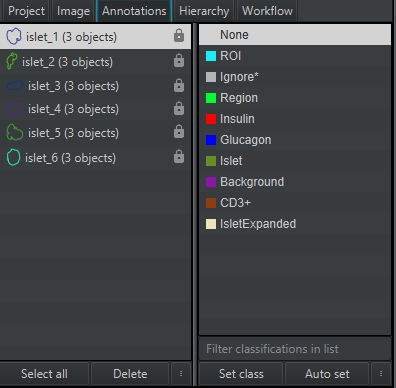 Project Image Annotations Hierarchy Workflow
islet_1 (3 objects)
islet_2 (3 objects)
islet_3 (3 objects)
islet_4 (3 objects)
islet_5 (3 objects)
islet_6 (3 objects)
Select all Delete
None
ROI
Ignore*
Region
Insulin
Glucagon
Islet
Background
CD3+
IsletExpanded
Filter classifications in list
Set class Auto set